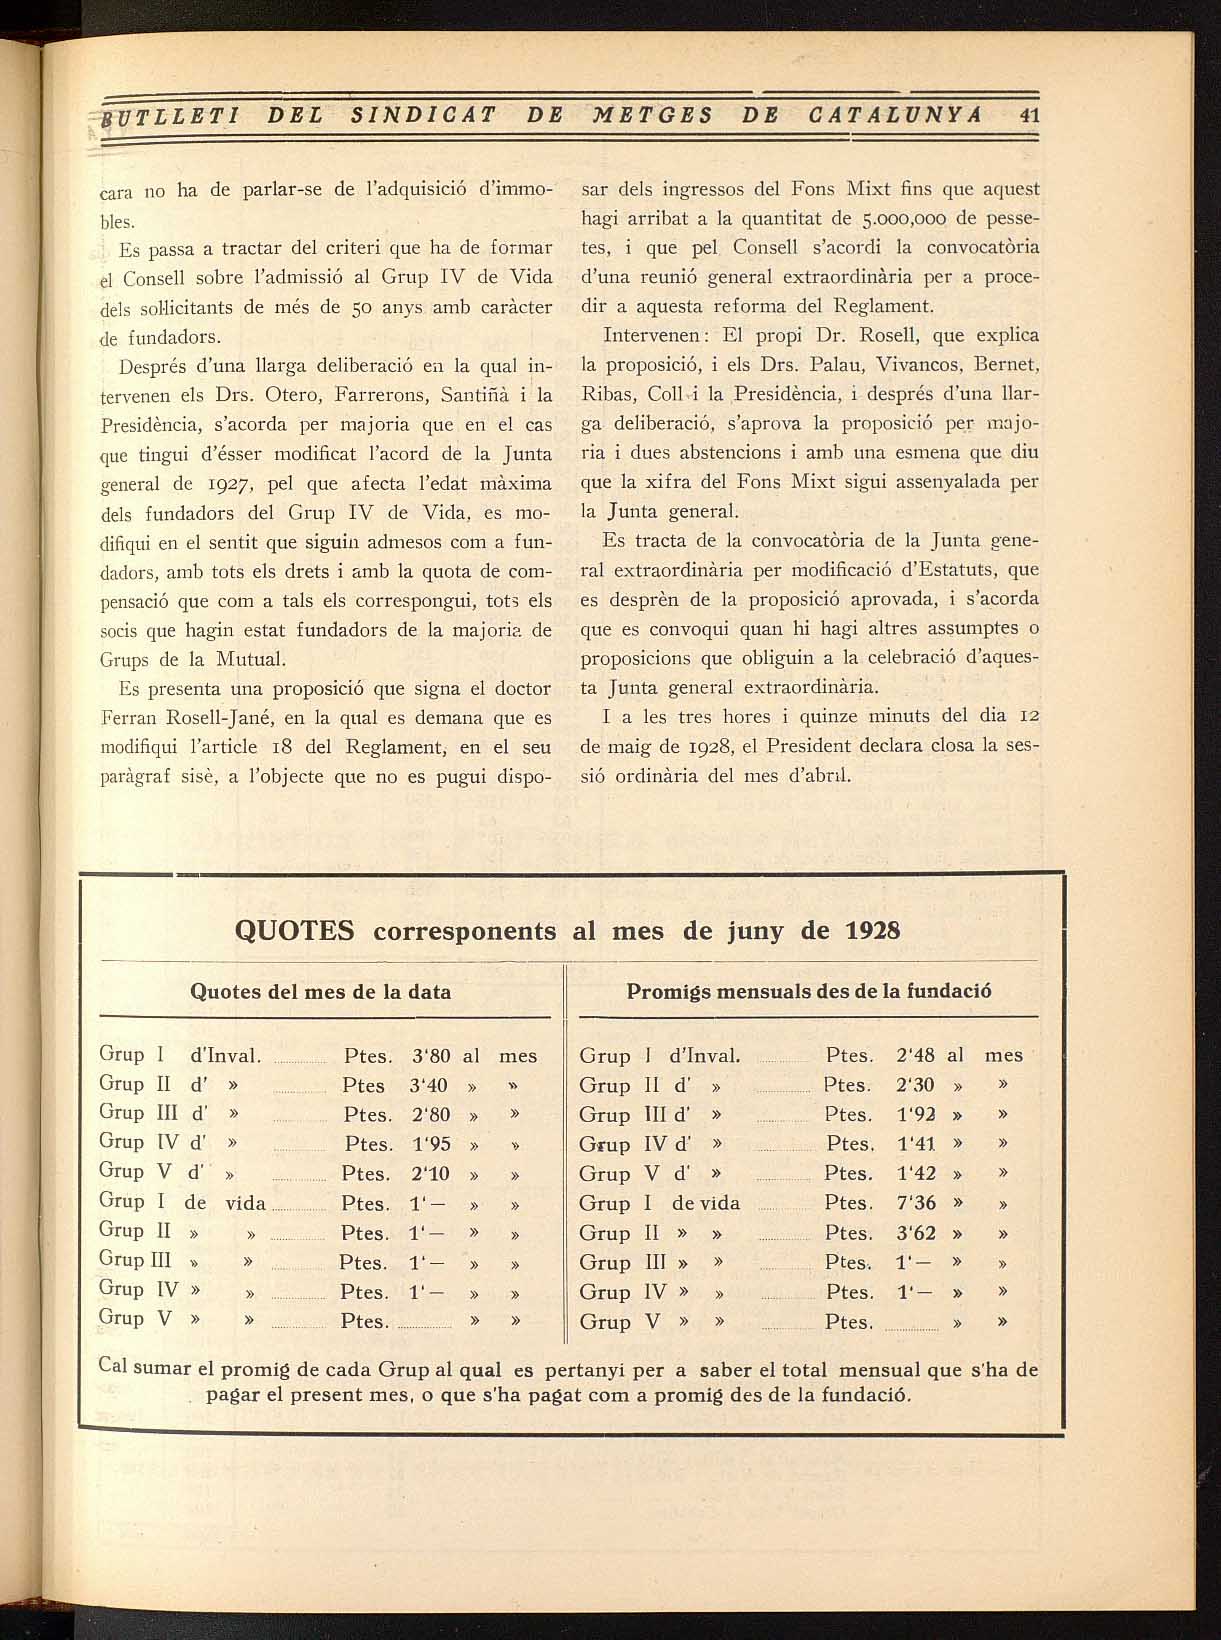 BUTLLETI DEL SINDICAT DE METGES DE CATALUNYA 41
cara no ha de parlar-se de l'adquisició d'immo-
bles.
Es passa a tractar del criteri que ha de formar
el Consell sobre l'admissió al Grup IV de Vida
dels sol·licitants de més de 50 anys amb caràcter
de fundadors.
Després d'una llarga deliberació en la qual in-
tervenen els Drs. Otero, Farrerons, Santiñà i la
Presidència, s'acorda per majoria que en el cas
que tingui d'ésser modificat l'acord de la Junta
general de 1927, pel que afecta l'edat màxima
dels fundadors del Grup IV de Vida, es mo-
difiqui en el sentit que siguin admesos com a fun-
dadors, amb tots els drets i amb la quota de com-
pensació que com a tals els correspongui, tots els
socis que hagin estat fundadors de la majoria de
Grups de la Mutual.
Es presenta una proposició que signa el doctor
Ferran Rosell-Jané, en la qual es demana que es
modifiqui l'article 18 del Reglament, en el seu
paràgraf sisè, a l'objecte que no es pugui dispo-
sar dels ingressos del Fons Mixt fins que aquest
hagi arribat a la quantitat de 5.000,000 de pesse-
tes, i que pel Consell s'acordi la convocatòria
d'una reunió general extraordinària per a proce-
dir a aquesta reforma del Reglament.
Intervenen: El propi Dr. Rosell, que explica
la proposició, i els Drs. Palau, Vivancos, Bernet,
Ribas, Coll i la Presidència, i després d'una llar-
ga deliberació, s'aprova la proposició per majo-
ria i dues abstencions i amb una esmena que diu
que la xifra del Fons Mixt sigui assenyalada per
la Junta general.
Es tracta de la convocatòria de la Junta gene-
ral extraordinària per modificació d'Estatuts, que
es desprèn de la proposició aprovada, i s'acorda
que es convoqui quan hi hagi altres assumptes o
proposicions que obliguin a la celebració d'aques-
ta Junta general extraordinària.
I a les tres hores i quinze minuts del dia 12
de maig de 1928, el President declara closa la ses-
sió ordinària del mes d'abril.
QUOTES corresponents al mes de juny de 1928
Quotes del mes de la data
Grup I d'Inval. ............ Ptes. 3'80 al mes
Grup II d' » ............ Ptes 3'40 » »
Grup III d' » ............ Ptes. 2'80 » »
Grup IV d' » ............ Ptes. 1'95 » »
Grup V d' » ............ Ptes. 2'10 » »
Grup I de vida ............ Ptes. 1'— » »
Grup II » » ............ Ptes. 1'— » »
Grup III » » ............ Ptes. 1'— » »
Grup IV » » ............ Ptes. 1'— » »
Grup V » » ............ Ptes. ............ » »
Promigs mensuals des de la fundació
Grup I d'Inval. ............ Ptes. 2'48 al mes
Grup II d' » ............ Ptes. 2'30 » »
Grup III d' » ............ Ptes. 1'92 » »
Grup IV d' » ............ Ptes. 1'41 » »
Grup V d' » ............ Ptes. 1'42 » »
Grup I de vida ............ Ptes. 7'36 » »
Grup II » » ............ Ptes. 3'62 » »
Grup III » » ............ Ptes. 1'— » »
Grup IV » » ............ Ptes. 1'— » »
Grup V » » ............ Ptes. ............ » »
Cal sumar el promig de cada Grup al qual es pertanyi per a saber el total mensual que s'ha de
pagar el present mes, o que s'ha pagat com a promig des de la fundació.